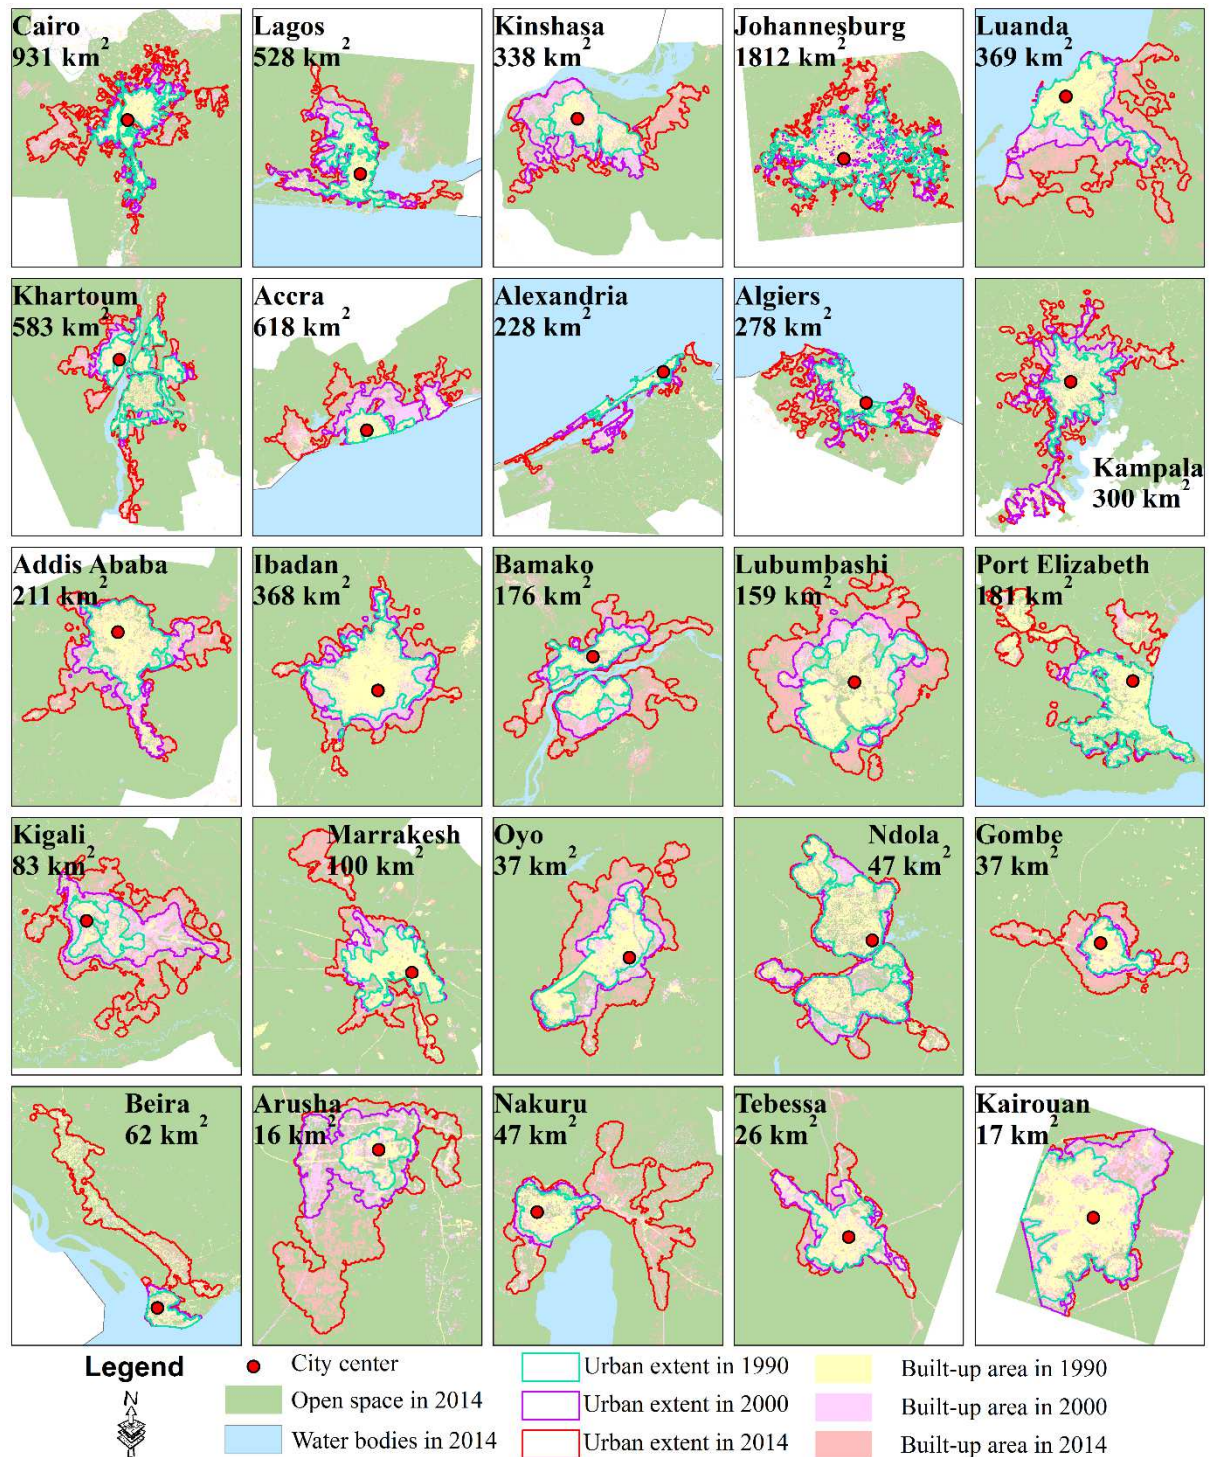 Cairo
931 km²
Lagos
528 km²
Kinshasa
338 km²
Johannesburg
1812 km²
Luanda
369 km²
Khartoum
583 km²
Accra
618 km²
Alexandria
228 km²
Algiers
278 km²
Kampala
300 km²
Addis Ababa
211 km²
Ibadan
368 km²
Bamako
176 km²
Lubumbashi
159 km²
Port Elizabeth
181 km²
Kigali
83 km²
Marrakesh
100 km²
Oyo
37 km²
Ndola
47 km²
Gombe
37 km²
Beira
62 km²
Arusha
16 km²
Nakuru
47 km²
Tebessa
26 km²
Kairouan
17 km²
Legend
N
City center
Open space in 2014
Water bodies in 2014
Urban extent in 1990
Urban extent in 2000
Urban extent in 2014
Built-up area in 1990
Built-up area in 2000
Built-up area in 2014